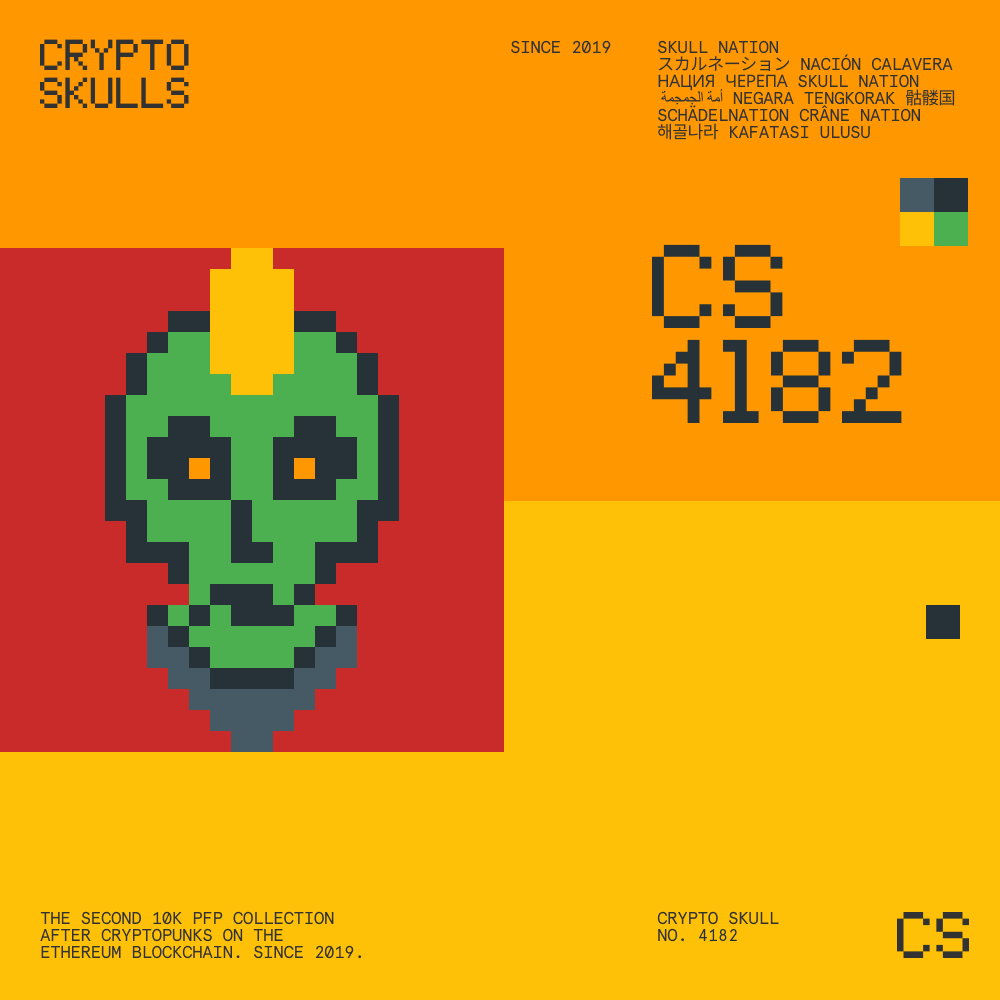 CRYPTO
SKULLS
SINCE 2019
SKULL NATION
スカルネーション NACIÓN CALAVERA
НАЦИЯ ЧЕРЕПА SKULL NATION
أمة الجمجمة NEGARA TENGKORAK 骷髅国
SCHÄDELNATION CRÂNE NATION
해골나라 KAFATASI ULUSU
CS
4182
THE SECOND 10K PFP COLLECTION
AFTER CRYPTOPUNKS ON THE
ETHEREUM BLOCKCHAIN. SINCE 2019.
CRYPTO SKULL
NO. 4182
CS